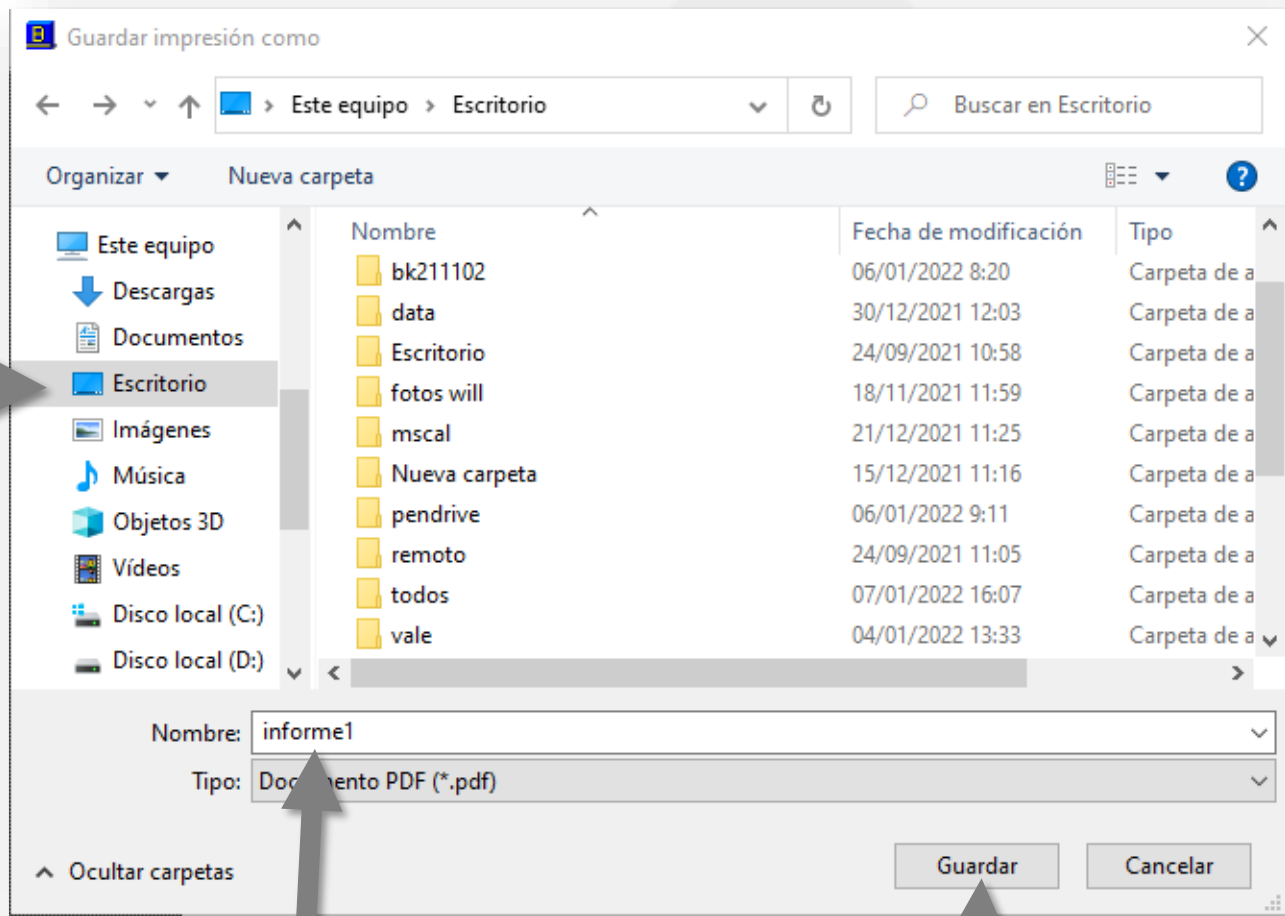 Guardar impresión como
Este equipo > Escritorio
Buscar en Escritorio
Organizar
Nueva carpeta
Este equipo
Descargas
Documentos
Escritorio
Imágenes
Música
Objetos 3D
Vídeos
Disco local (C:)
Disco local (D:)
Nombre Fecha de modificación Tipo
bk211102 06/01/2022 8:20 Carpeta de a
data 30/12/2021 12:03 Carpeta de a
Escritorio 24/09/2021 10:58 Carpeta de a
fotos will 18/11/2021 11:59 Carpeta de a
mscal 21/12/2021 11:25 Carpeta de a
Nueva carpeta 15/12/2021 11:16 Carpeta de a
pendrive 06/01/2022 9:11 Carpeta de a
remoto 24/09/2021 11:05 Carpeta de a
todos 07/01/2022 16:07 Carpeta de a
vale 04/01/2022 13:33 Carpeta de a
Nombre: informe1
Tipo: Documento PDF (*.pdf)
Ocultar carpetas
Guardar
Cancelar